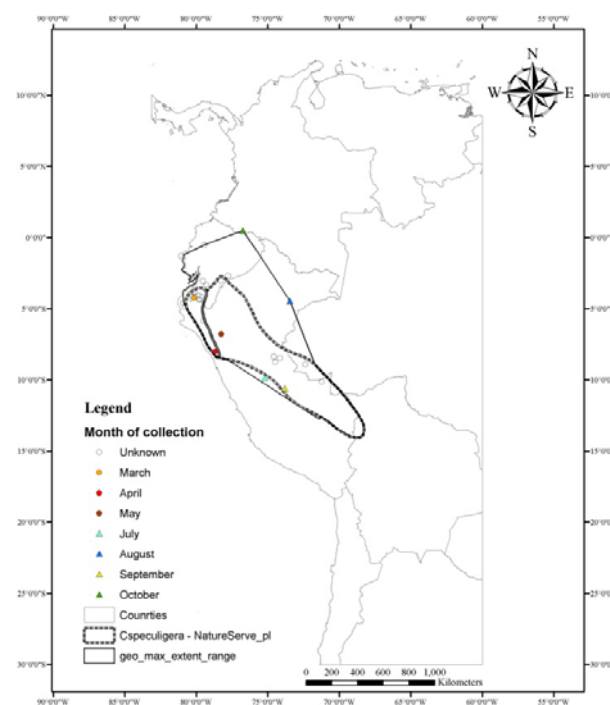 90°0'0"W 85°0'0"W 80°0'0"W 75°0'0"W 70°0'0"W 65°0'0"W 60°0'0"W
N
W E
S
10°0'0"N 10°0'0"N
5°0'0"N 5°0'0"N
0°0'0" 0°0'0"
5°0'0"S 5°0'0"S
10°0'0"S 10°0'0"S
15°0'0"S 15°0'0"S
20°0'0"S 20°0'0"S
25°0'0"S 25°0'0"S
30°0'0"S 30°0'0"S
Legend
Month of collection
Unknown
March
April
May
July
August
September
October
Counrties
Cspeculigera - NatureServe_pl
geo_max_extent_range
0 200 400 600 800 1,000
Kilometers
90°0'0"W 85°0'0"W 80°0'0"W 75°0'0"W 70°0'0"W 65°0'0"W 60°0'0"W